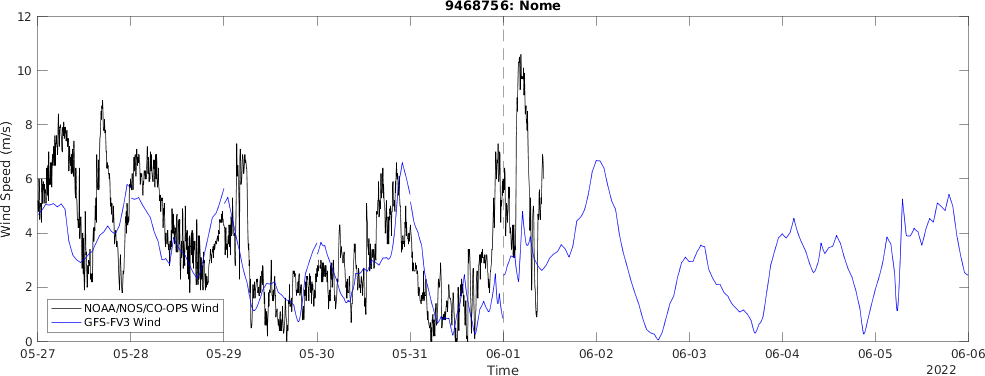 9468756: Nome
12
10
8
6
4
2
0
Wind Speed (m/s)
NOAA/NOS/CO-OPS Wind
GFS-FV3 Wind
05-27 05-28 05-29 05-30 05-31 06-01 06-02 06-03 06-04 06-05 06-06
Time
2022